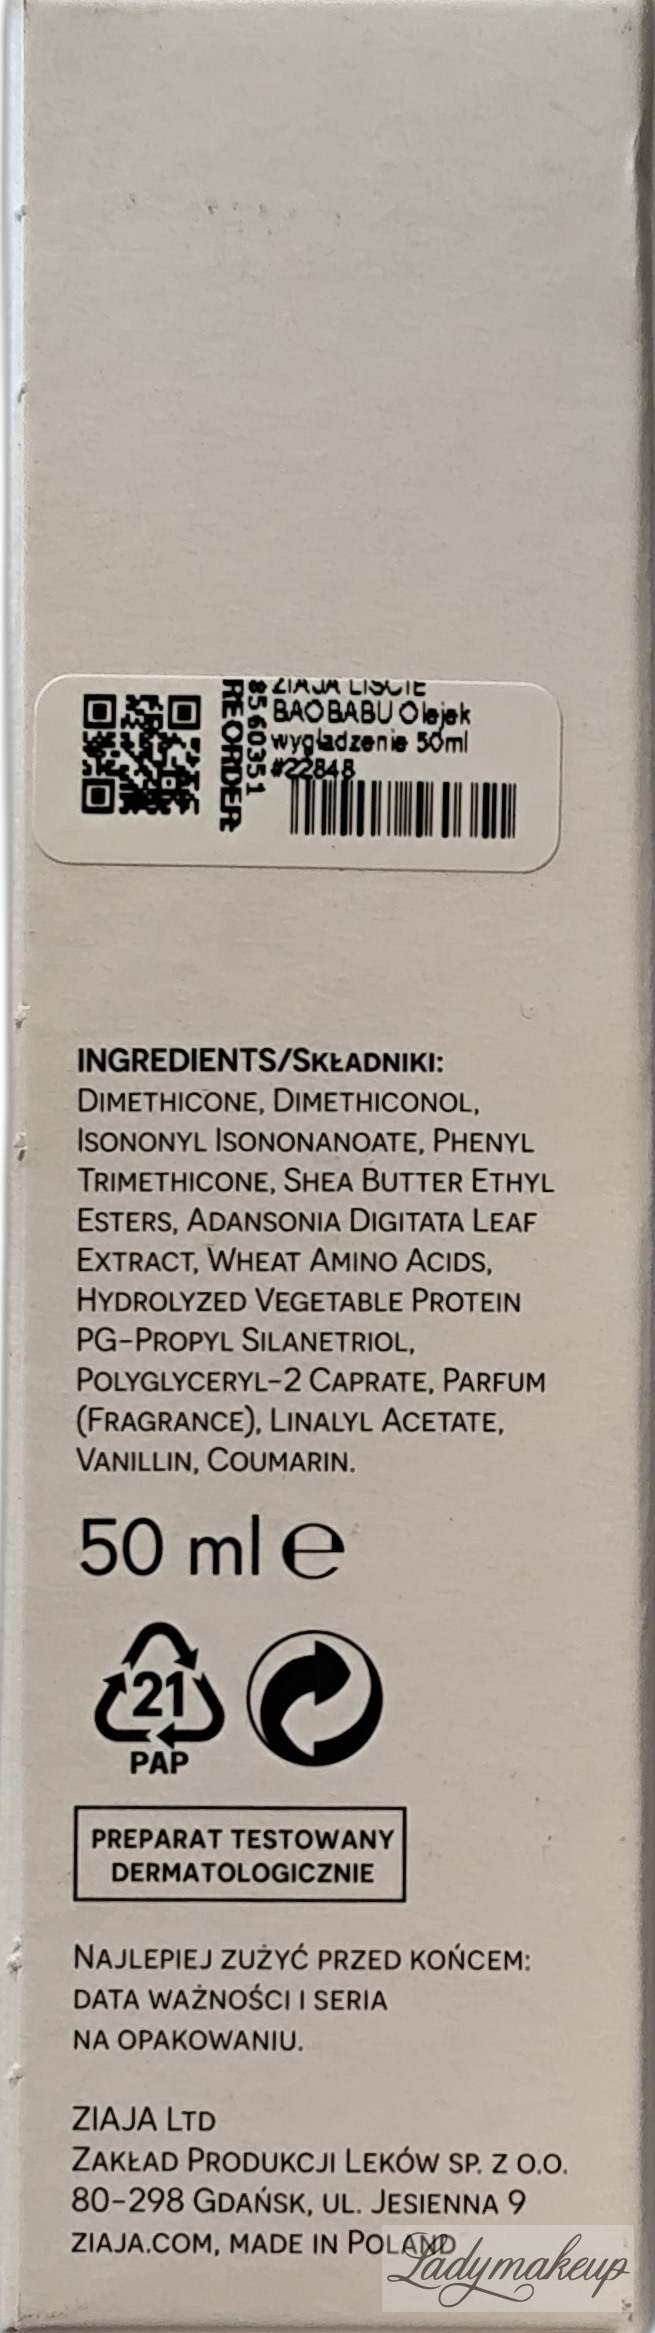 ZIAJA LIŚCIE
BAOBABU Olejek
wygładzenie 50ml
#22848
8560351
REORDER
INGREDIENTS/SKŁADNIKI:
DIMETHICONE, DIMETHICONOL,
ISONONYL ISONONANOATE, PHENYL
TRIMETHICONE, SHEA BUTTER ETHYL
ESTERS, ADANSONIA DIGITATA LEAF
EXTRACT, WHEAT AMINO ACIDS,
HYDROLYZED VEGETABLE PROTEIN
PG-PROPYL SILANETRIOL,
POLYGLYCERYL-2 CAPRATE, PARFUM
(FRAGRANCE), LINALYL ACETATE,
VANILLIN, COUMARIN.
50 ml e
21
PAP
PREPARAT TESTOWANY
DERMATOLOGICZNIE
NAJLEPIEJ ZUŻYĆ PRZED KOŃCEM:
DATA WAŻNOŚCI I SERIA
NA OPAKOWANIU.
ZIAJA LTD
ZAKŁAD PRODUKCJI LEKÓW SP. Z O.O.
80-298 GDAŃSK, UL. JESIENNA 9
ZIAJA.COM, MADE IN POLAND
Ladymakeup